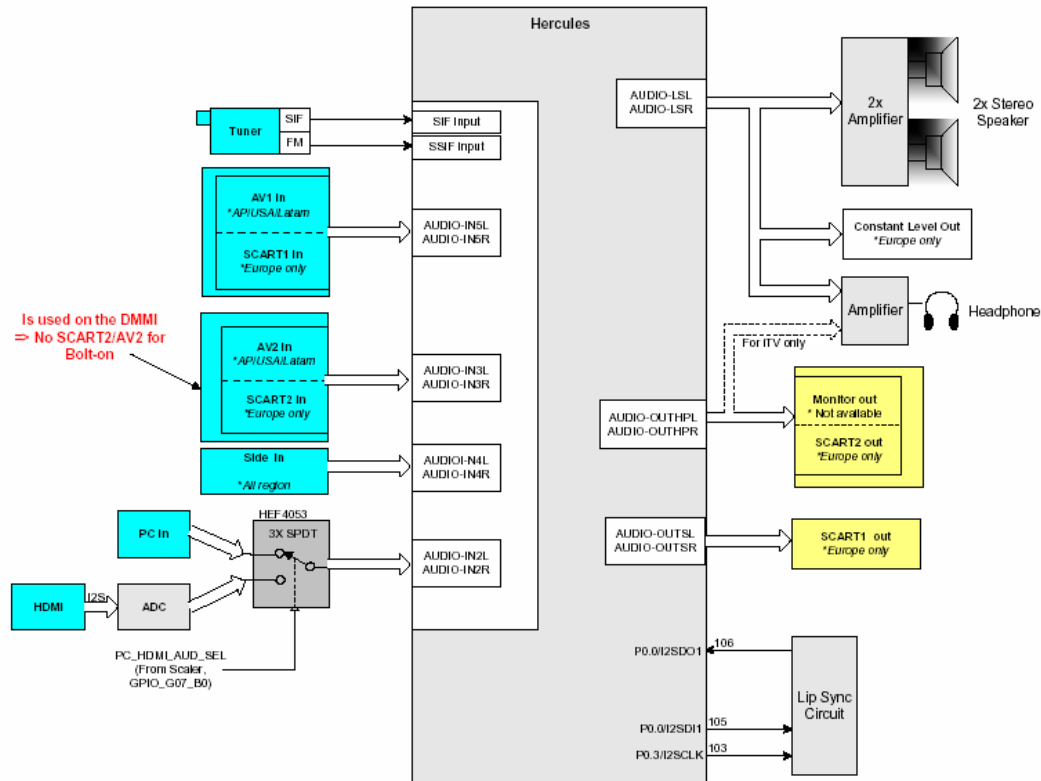 Hercules
Tuner
SIF
FM
SIF Input
SSIF Input
AV1 In
*AP/USA/Latam
SCART1 In
*Europe only
AUDIO-IN5L
AUDIO-IN5R
Is used on the DMMI
=> No SCART2/AV2 for
Bolt-on
AV2 In
*AP/USA/Latam
SCART2 In
*Europe only
AUDIO-IN3L
AUDIO-IN3R
Side In
*All region
AUDIOI-N4L
AUDIO-IN4R
PC In
HEF4053
3X SPDT
AUDIO-IN2L
AUDIO-IN2R
HDMI
I2S
ADC
PC_HDMI_AUD_SEL
(From Scaler,
GPIO_G07_B0)
AUDIO-LSL
AUDIO-LSR
2x
Amplifier
2x Stereo
Speaker
Constant Level Out
*Europe only
Amplifier
Headphone
For iTV only
AUDIO-OUTHPL
AUDIO-OUTHPR
Monitor out
* Not available
SCART2 out
*Europe only
AUDIO-OUTSL
AUDIO-OUTSR
SCART1 out
*Europe only
P0.0/I2SDO1
106
Lip Sync
Circuit
P0.0/I2SDI1
105
P0.3/I2SCLK
103